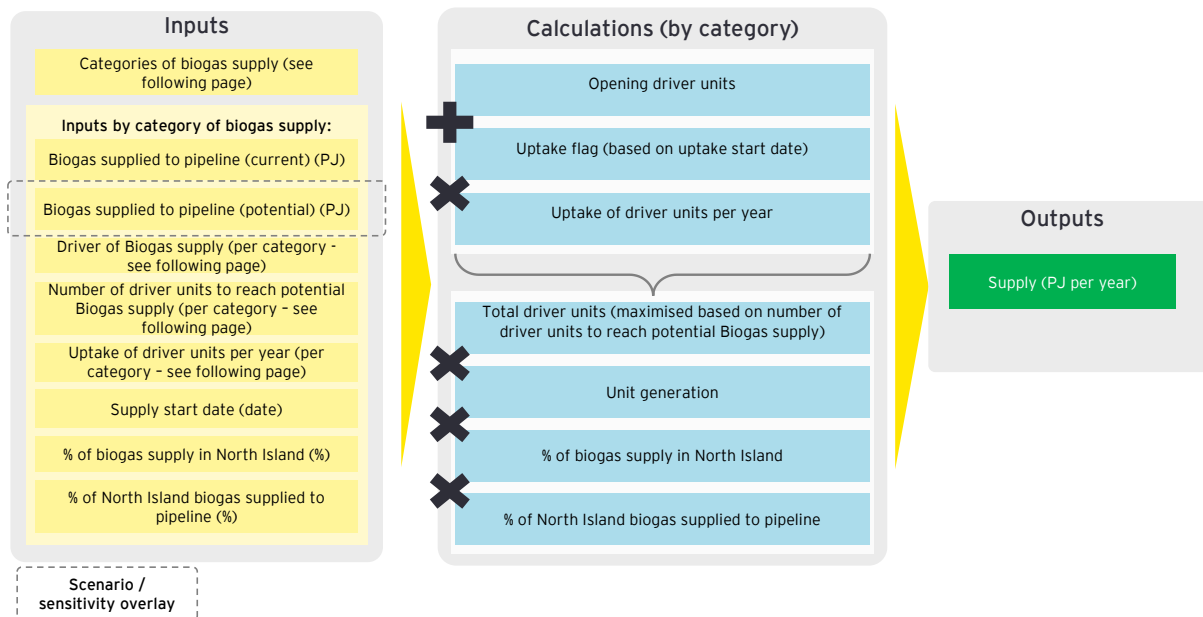 Inputs
Categories of biogas supply (see
following page)
Inputs by category of biogas supply:
Biogas supplied to pipeline (current) (PJ)
Biogas supplied to pipeline (potential) (PJ)
Driver of Biogas supply (per category -
see following page)
Number of driver units to reach potential
Biogas supply (per category – see
following page)
Uptake of driver units per year (per
category – see following page)
Supply start date (date)
% of biogas supply in North Island (%)
% of North Island biogas supplied to
pipeline (%)
Scenario /
sensitivity overlay
Calculations (by category)
Opening driver units
Uptake flag (based on uptake start date)
Uptake of driver units per year
Total driver units (maximised based on number of
driver units to reach potential Biogas supply)
Unit generation
% of biogas supply in North Island
% of North Island biogas supplied to pipeline
Outputs
Supply (PJ per year)